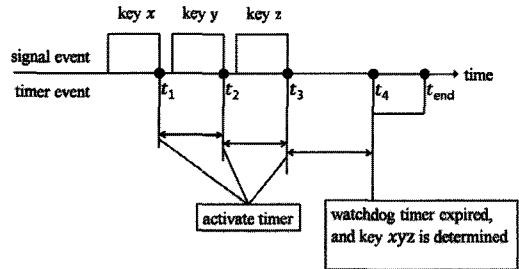 key x key y key z
signal event
time
timer event
t1 t2 t3 t4 tend
activate timer
watchdog timer expired,
and key xyz is determined